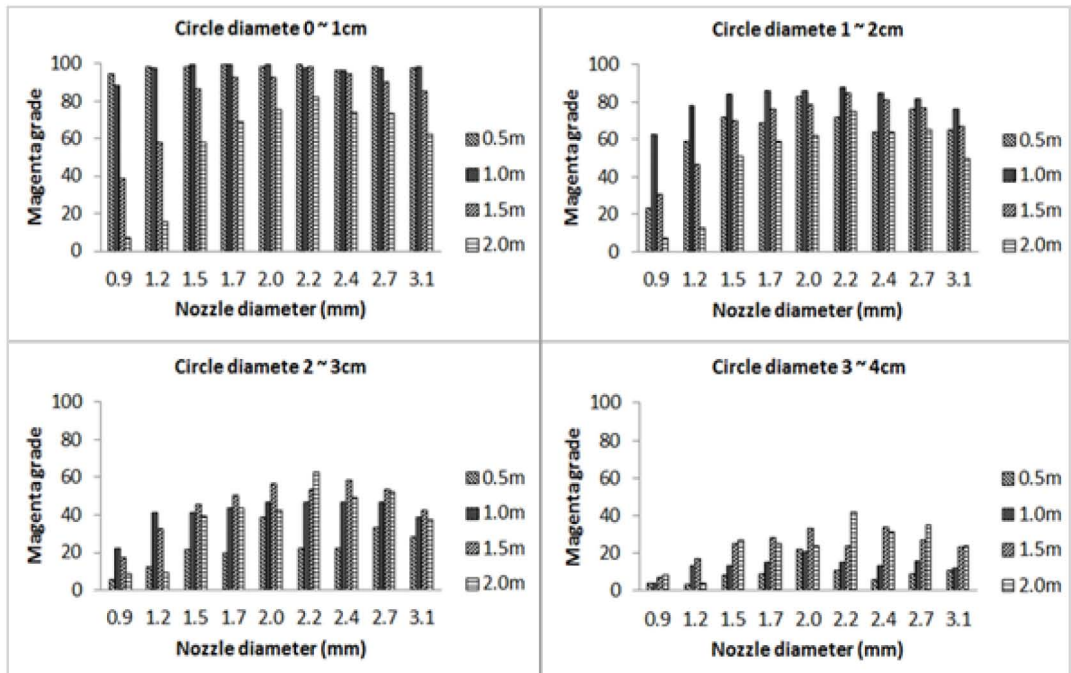 Circle diamete 0 ~ 1cm
Magenta grade
100
80
60
40
20
0
0.9 1.2 1.5 1.7 2.0 2.2 2.4 2.7 3.1
Nozzle diameter (mm)
0.5m
1.0m
1.5m
2.0m
Circle diamete 1 ~ 2cm
Magenta grade
100
80
60
40
20
0
0.9 1.2 1.5 1.7 2.0 2.2 2.4 2.7 3.1
Nozzle diameter (mm)
0.5m
1.0m
1.5m
2.0m
Circle diamete 2 ~ 3cm
Magenta grade
100
80
60
40
20
0
0.9 1.2 1.5 1.7 2.0 2.2 2.4 2.7 3.1
Nozzle diameter (mm)
0.5m
1.0m
1.5m
2.0m
Circle diamete 3 ~ 4cm
Magenta grade
100
80
60
40
20
0
0.9 1.2 1.5 1.7 2.0 2.2 2.4 2.7 3.1
Nozzle diameter (mm)
0.5m
1.0m
1.5m
2.0m